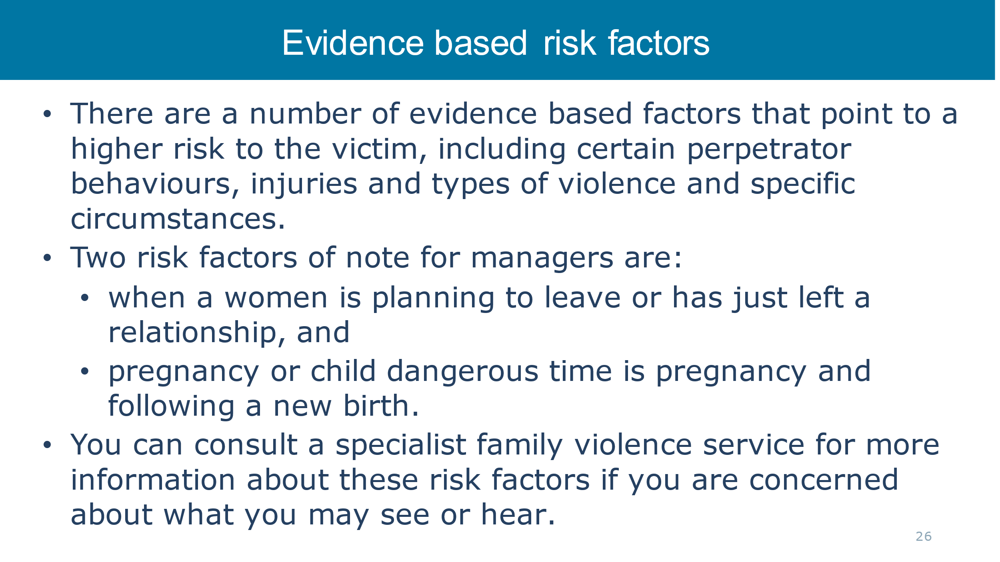 Evidence based risk factors
• There are a number of evidence based factors that point to a
higher risk to the victim, including certain perpetrator
behaviours, injuries and types of violence and specific
circumstances.
• Two risk factors of note for managers are:
• when a women is planning to leave or has just left a
relationship, and
• pregnancy or child dangerous time is pregnancy and
following a new birth.
• You can consult a specialist family violence service for more
information about these risk factors if you are concerned
about what you may see or hear.
26